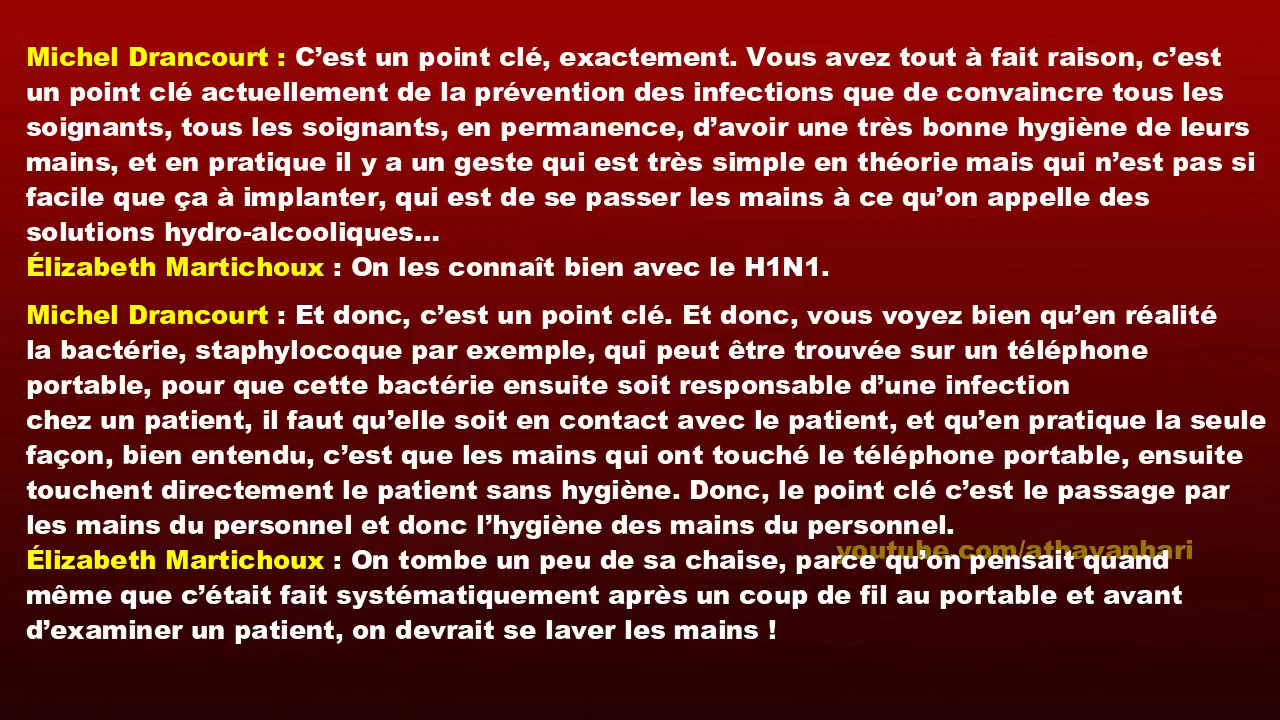 Michel Drancourt : C’est un point clé, exactement. Vous avez tout à fait raison, c’est
un point clé actuellement de la prévention des infections que de convaincre tous les
soignants, tous les soignants, en permanence, d’avoir une très bonne hygiène de leurs
mains, et en pratique il y a un geste qui est très simple en théorie mais qui n’est pas si
facile que ça à implanter, qui est de se passer les mains à ce qu’on appelle des
solutions hydro-alcooliques...
Élizabeth Martichoux : On les connaît bien avec le H1N1.
Michel Drancourt : Et donc, c’est un point clé. Et donc, vous voyez bien qu’en réalité
la bactérie, staphylocoque par exemple, qui peut être trouvée sur un téléphone
portable, pour que cette bactérie ensuite soit responsable d’une infection
chez un patient, il faut qu’elle soit en contact avec le patient, et qu’en pratique la seule
façon, bien entendu, c’est que les mains qui ont touché le téléphone portable, ensuite
touchent directement le patient sans hygiène. Donc, le point clé c’est le passage par
les mains du personnel et donc l’hygiène des mains du personnel.
youtube.com/athavanhari
Élizabeth Martichoux : On tombe un peu de sa chaise, parce qu’on pensait quand
même que c’était fait systématiquement après un coup de fil au portable et avant
d’examiner un patient, on devrait se laver les mains !